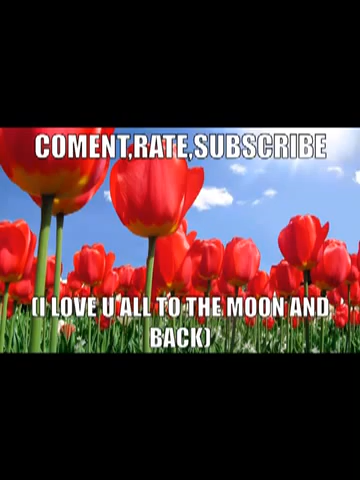 COMENT,RATE,SUBSCRIBE
(I LOVE U ALL TO THE MOON AND
BACK)